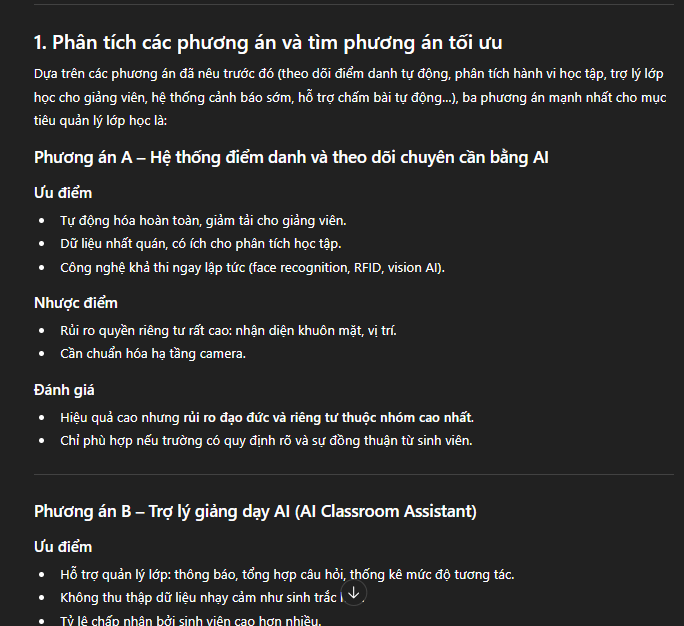 1. Phân tích các phương án và tìm phương án tối ưu
Dựa trên các phương án đã nêu trước đó (theo dõi điểm danh tự động, phân tích hành vi học tập, trợ lý lớp
học cho giảng viên, hệ thống cảnh báo sớm, hỗ trợ chấm bài tự động...), ba phương án mạnh nhất cho mục
tiêu quản lý lớp học là:
Phương án A – Hệ thống điểm danh và theo dõi chuyên cần bằng AI
Ưu điểm
• Tự động hóa hoàn toàn, giảm tải cho giảng viên.
• Dữ liệu nhất quán, có ích cho phân tích học tập.
• Công nghệ khả thi ngay lập tức (face recognition, RFID, vision AI).
Nhược điểm
• Rủi ro quyền riêng tư rất cao: nhận diện khuôn mặt, vị trí.
• Cần chuẩn hóa hạ tầng camera.
Đánh giá
• Hiệu quả cao nhưng rủi ro đạo đức và riêng tư thuộc nhóm cao nhất.
• Chỉ phù hợp nếu trường có quy định rõ và sự đồng thuận từ sinh viên.
Phương án B – Trợ lý giảng dạy AI (AI Classroom Assistant)
Ưu điểm
• Hỗ trợ quản lý lớp: thông báo, tổng hợp câu hỏi, thống kê mức độ tương tác.
• Không thu thập dữ liệu nhạy cảm như sinh trắc
• Tỷ lệ chấp nhận bởi sinh viên cao hơn nhiều.